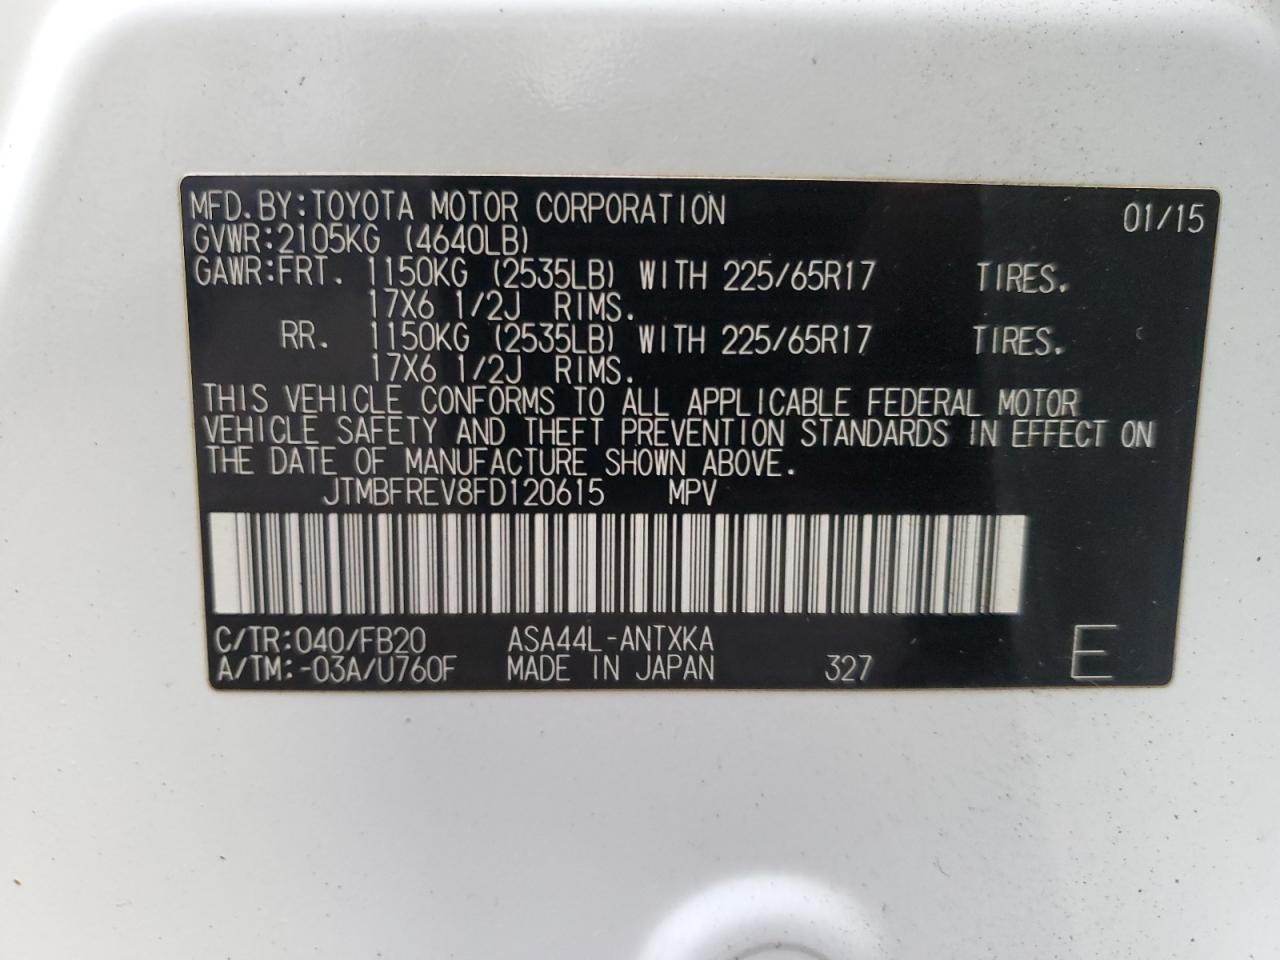 MFD.BY:TOYOTA MOTOR CORPORATION 01/15
GVWR:2105KG (4640LB)
GAWR:FRT. 1150KG (2535LB) WITH 225/65R17 TIRES.
17X6 1/2J RIMS.
RR. 1150KG (2535LB) WITH 225/65R17 TIRES.
17X6 1/2J RIMS.
THIS VEHICLE CONFORMS TO ALL APPLICABLE FEDERAL MOTOR
VEHICLE SAFETY AND THEFT PREVENTION STANDARDS IN EFFECT ON
THE DATE OF MANUFACTURE SHOWN ABOVE.
JTMBFREV8FD120615 MPV
C/TR:040/FB20 ASA44L-ANTXKA
A/TM:-03A/U760F MADE IN JAPAN 327 E